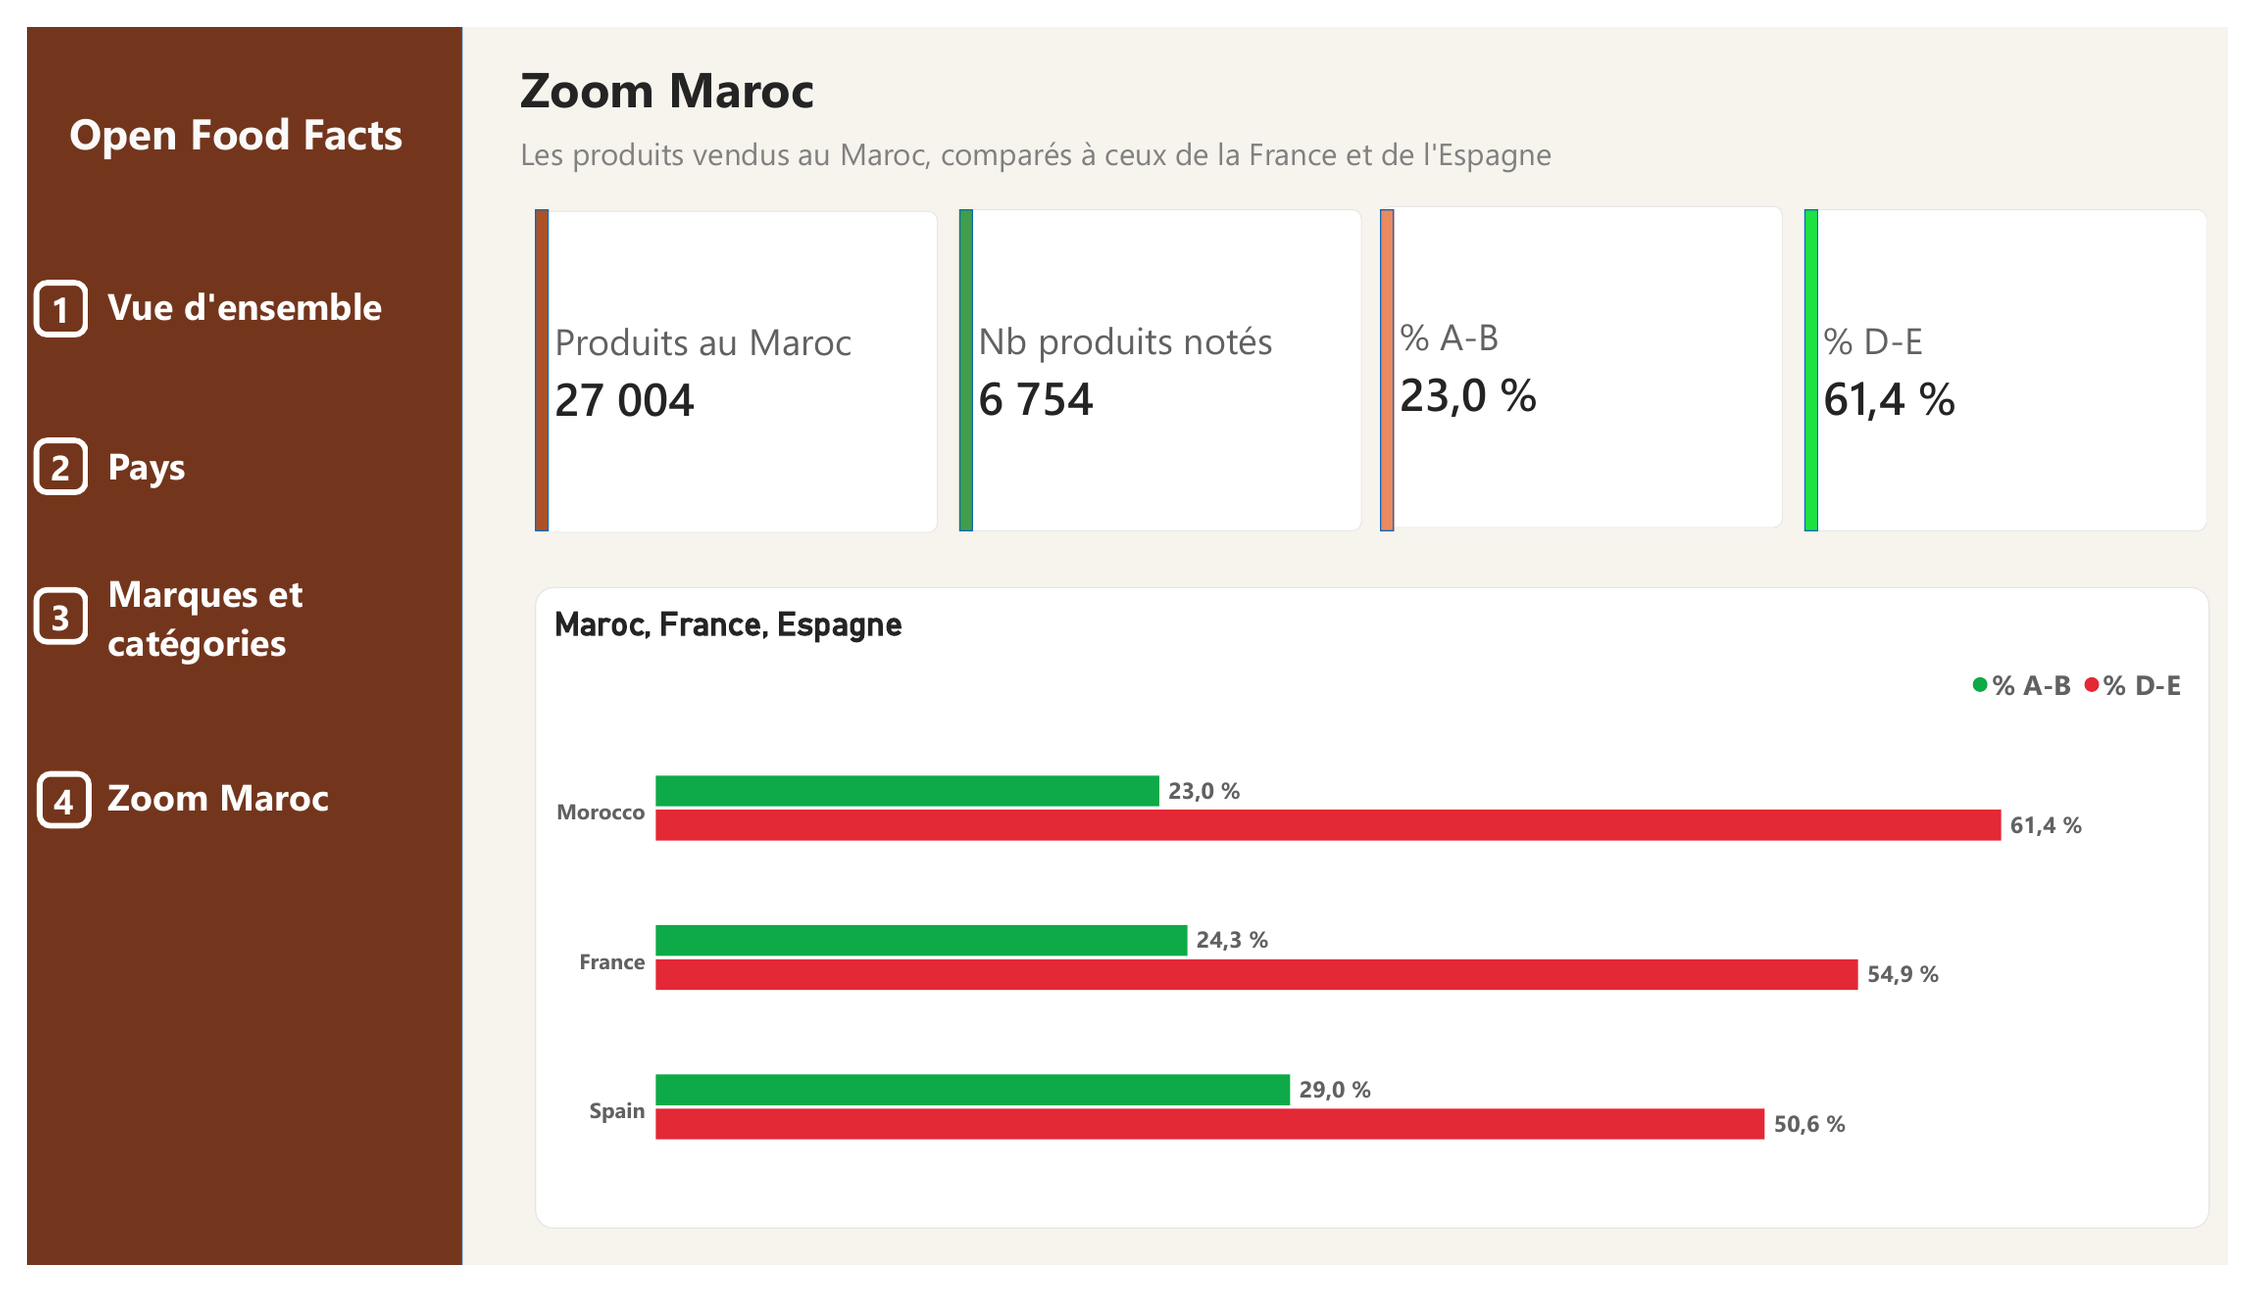 Open Food Facts
1 Vue d'ensemble
2 Pays
3 Marques et
catégories
4 Zoom Maroc
Zoom Maroc
Les produits vendus au Maroc, comparés à ceux de la France et de l'Espagne
Produits au Maroc
27 004
Nb produits notés
6 754
% A-B
23,0 %
% D-E
61,4 %
Maroc, France, Espagne
% A-B % D-E
Morocco
23,0 %
61,4 %
France
24,3 %
54,9 %
Spain
29,0 %
50,6 %